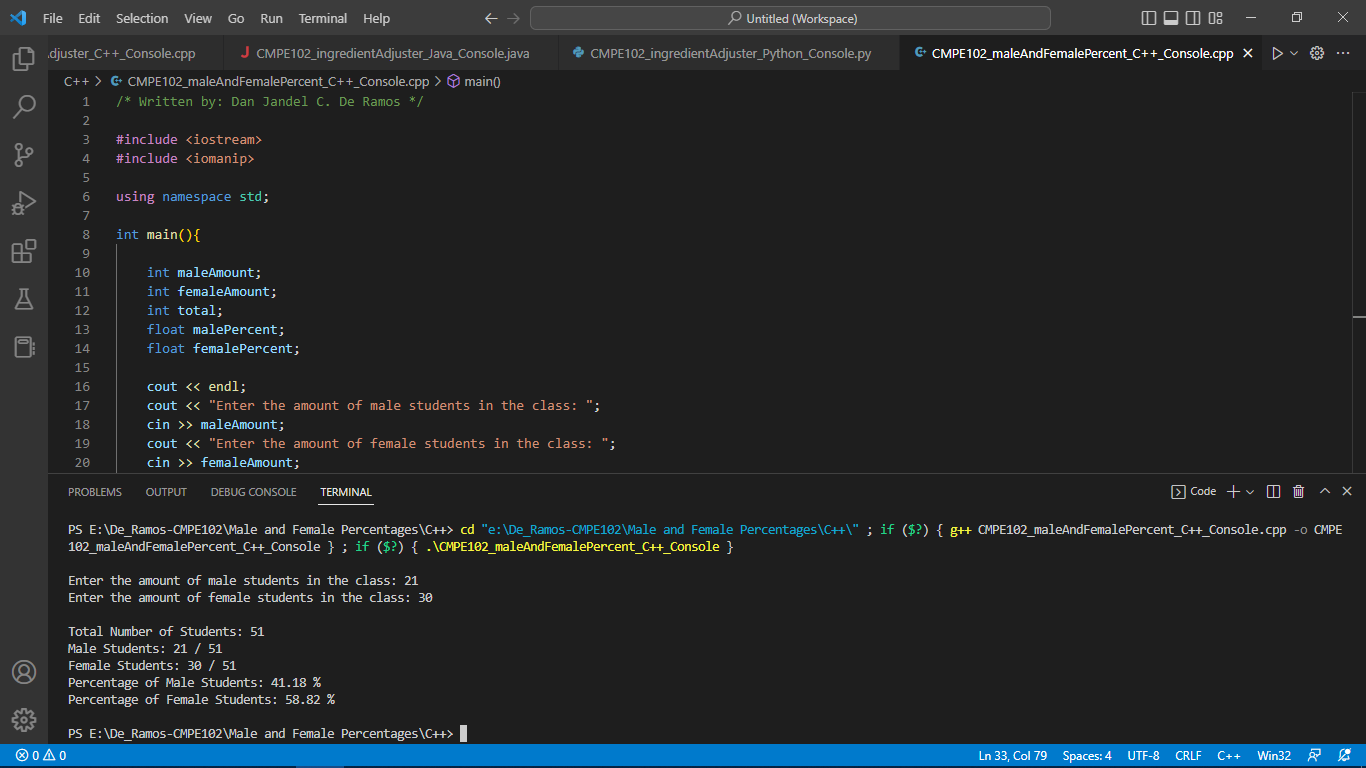 File Edit Selection View Go Run Terminal Help
Untitled (Workspace)
Adjuster_C++_Console.cpp
CMPE102_ingredientAdjuster_Java_Console.java
CMPE102_ingredientAdjuster_Python_Console.py
CMPE102_maleAndFemalePercent_C++_Console.cpp
C++ > CMPE102_maleAndFemalePercent_C++_Console.cpp > main()
1 /* Written by: Dan Jandel C. De Ramos */
2
3 #include <iostream>
4 #include <iomanip>
5
6 using namespace std;
7
8 int main(){
9
10 int maleAmount;
11 int femaleAmount;
12 int total;
13 float malePercent;
14 float femalePercent;
15
16 cout << endl;
17 cout << "Enter the amount of male students in the class: ";
18 cin >> maleAmount;
19 cout << "Enter the amount of female students in the class: ";
20 cin >> femaleAmount;
PROBLEMS OUTPUT DEBUG CONSOLE TERMINAL
Code
PS E:\De_Ramos-CMPE102\Male and Female Percentages\C++> cd "e:\De_Ramos-CMPE102\Male and Female Percentages\C++\" ; if ($?) { g++ CMPE102_maleAndFemalePercent_C++_Console.cpp -o CMPE
102_maleAndFemalePercent_C++_Console } ; if ($?) { .\CMPE102_maleAndFemalePercent_C++_Console }
Enter the amount of male students in the class: 21
Enter the amount of female students in the class: 30
Total Number of Students: 51
Male Students: 21 / 51
Female Students: 30 / 51
Percentage of Male Students: 41.18 %
Percentage of Female Students: 58.82 %
PS E:\De_Ramos-CMPE102\Male and Female Percentages\C++>
0 0
Ln 33, Col 79 Spaces: 4 UTF-8 CRLF C++ Win32